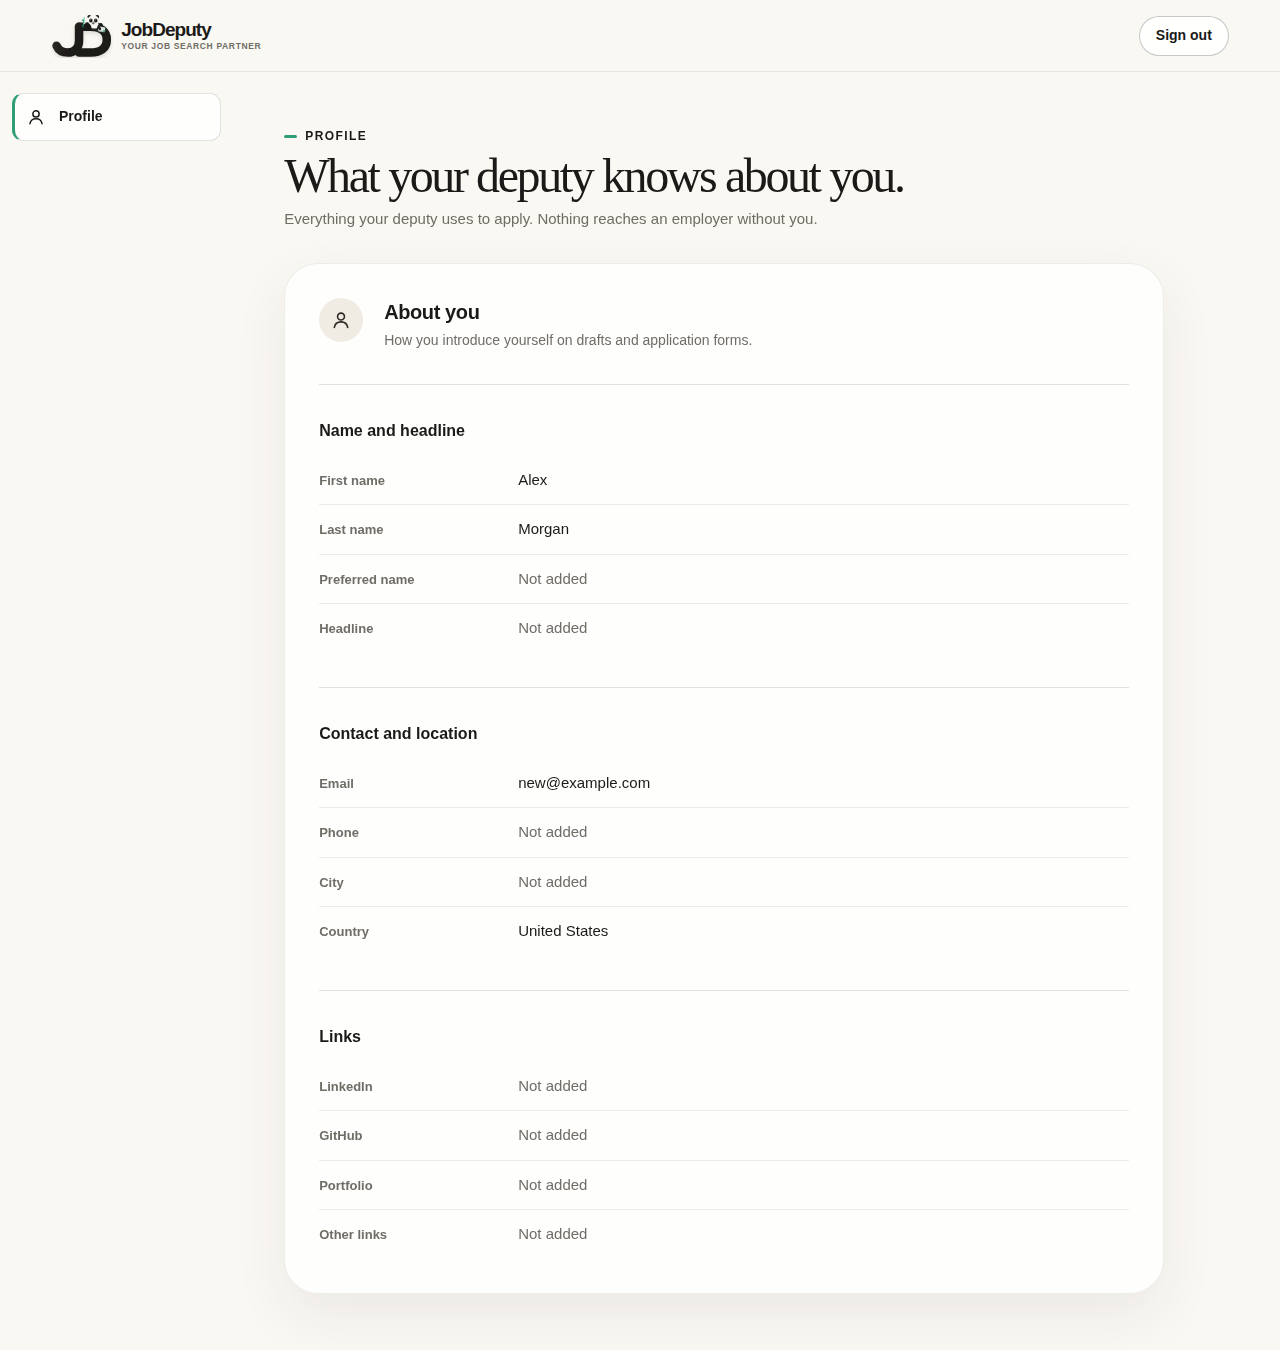 JobDeputy
YOUR JOB SEARCH PARTNER
Sign out
Profile
PROFILE
What your deputy knows about you.
Everything your deputy uses to apply. Nothing reaches an employer without you.
About you
How you introduce yourself on drafts and application forms.
Name and headline
First name Alex
Last name Morgan
Preferred name Not added
Headline Not added
Contact and location
Email new@example.com
Phone Not added
City Not added
Country United States
Links
LinkedIn Not added
GitHub Not added
Portfolio Not added
Other links Not added